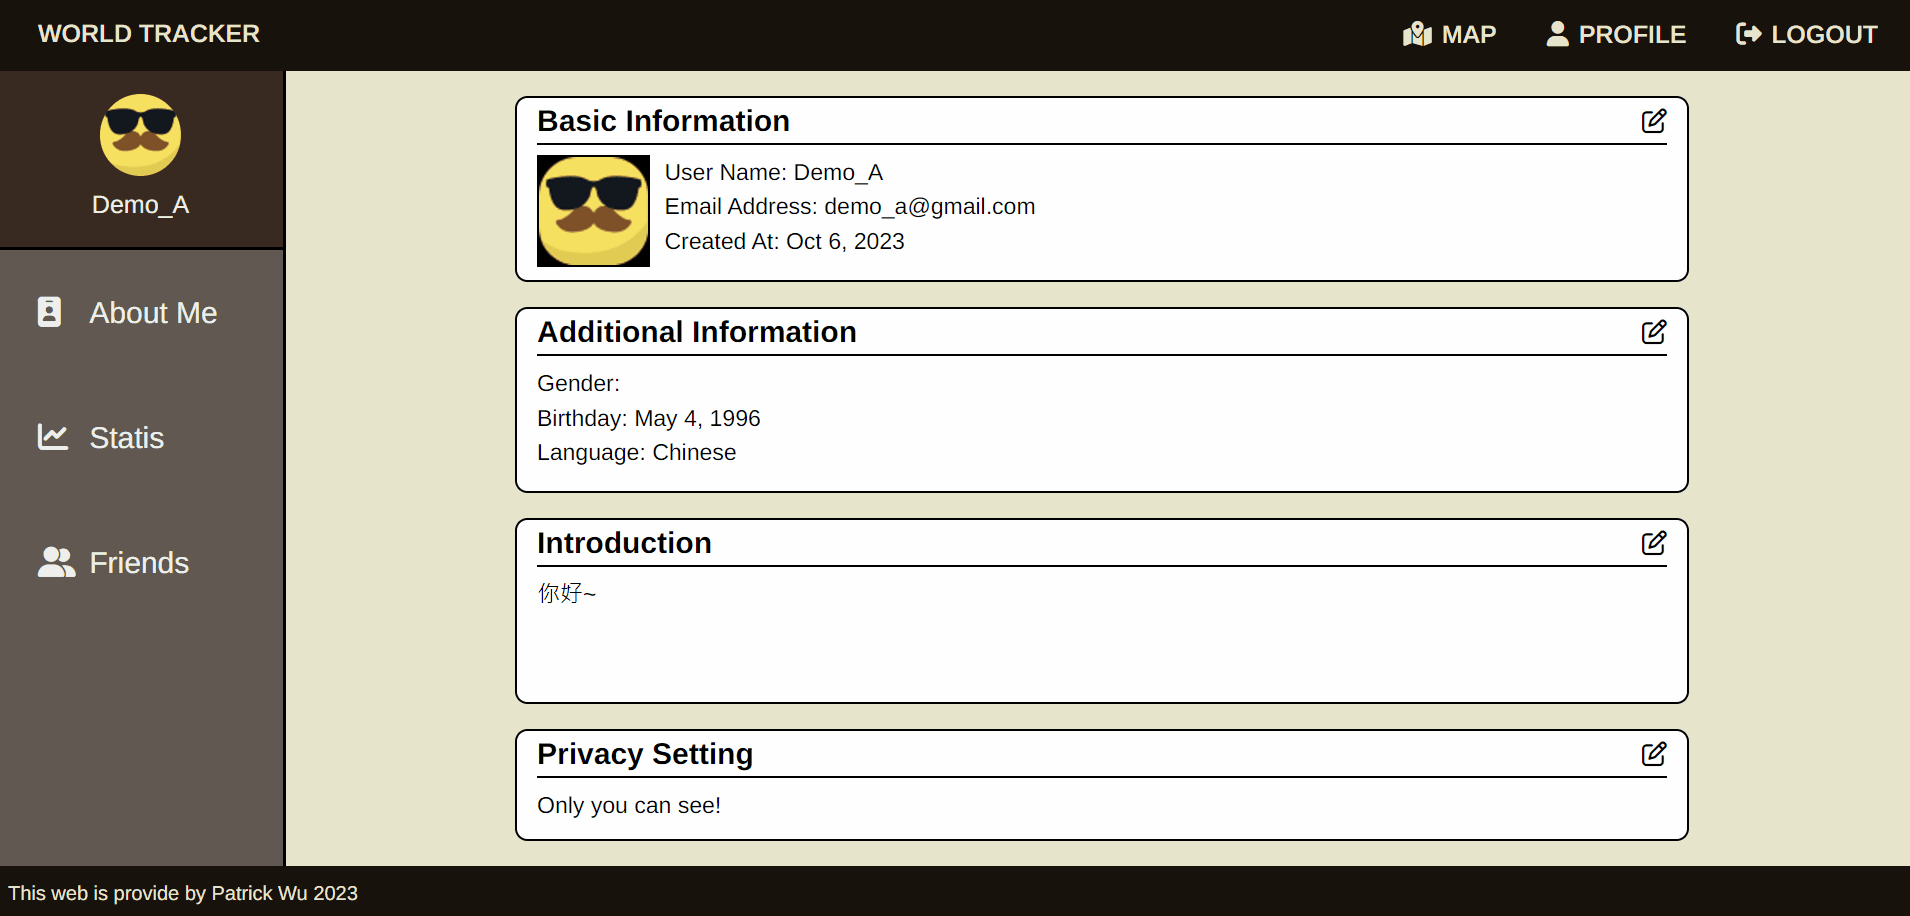 WORLD TRACKER
MAP
PROFILE
LOGOUT
Demo_A
About Me
Statis
Friends
Basic Information
User Name: Demo_A
Email Address: demo_a@gmail.com
Created At: Oct 6, 2023
Additional Information
Gender:
Birthday: May 4, 1996
Language: Chinese
Introduction
你好~
Privacy Setting
Only you can see!
This web is provide by Patrick Wu 2023